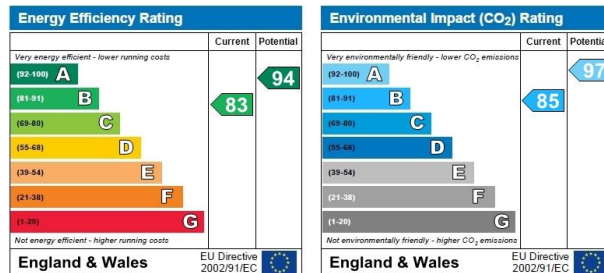 Energy Efficiency Rating
Current Potential
Very energy efficient - lower running costs
(92-100) A
94
(81-91) B
83
(69-80) C
(55-68) D
(39-54) E
(21-38) F
(1-20) G
Not energy efficient - higher running costs
England & Wales
EU Directive
2002/91/EC
Environmental Impact (CO₂) Rating
Current Potential
Very environmentally friendly - lower CO₂ emissions
(92-100) A
97
(81-91) B
85
(69-80) C
(55-68) D
(39-54) E
(21-38) F
(1-20) G
Not environmentally friendly - higher CO₂ emissions
England & Wales
EU Directive
2002/91/EC